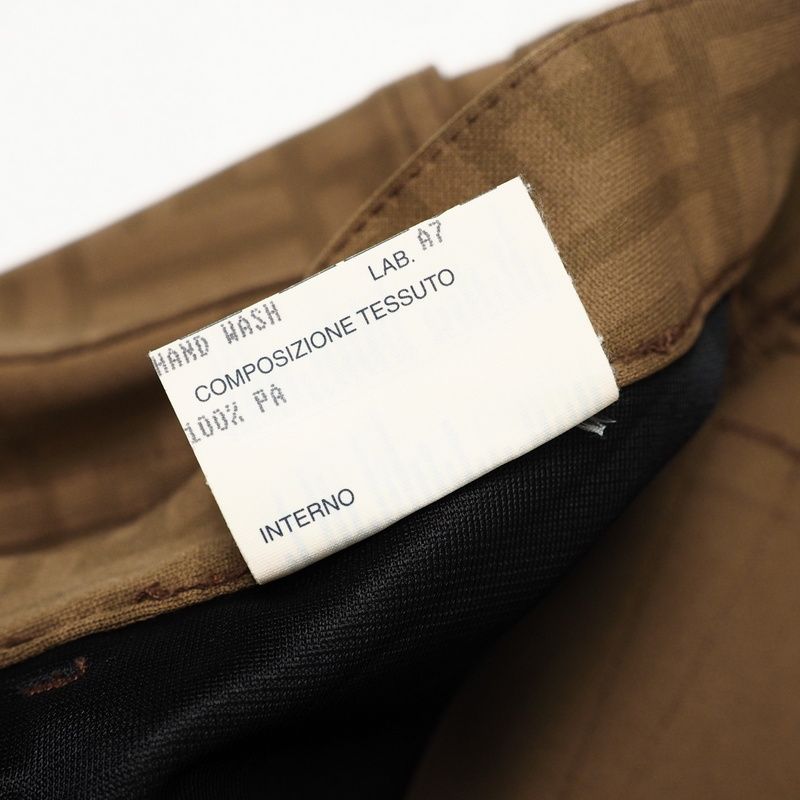 LAB. A7
HAND WASH
COMPOSIZIONE TESSUTO
100% PA
INTERNO